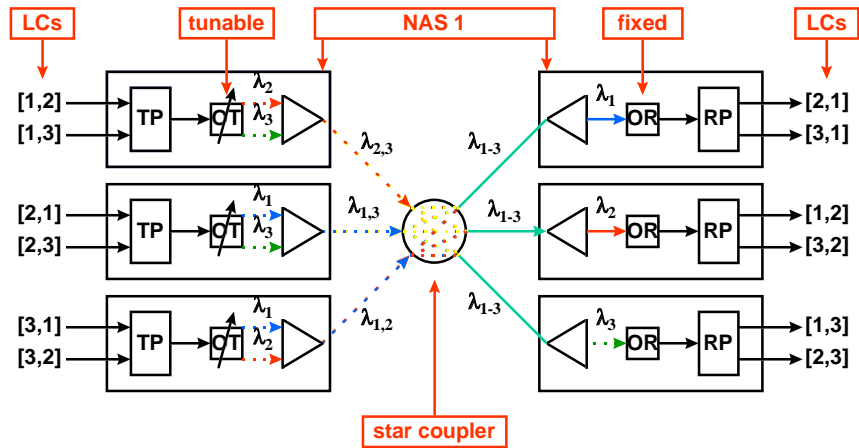 LCs tunable NAS 1 fixed LCs
λ2 λ1
[1,2] TP OT λ3 OR RP [2,1]
[1,3] [3,1]
λ2,3 λ1-3
λ1 λ2
[2,1] TP OT λ3 λ1,3 λ1-3 OR RP [1,2]
[2,3] [3,2]
λ1 λ1,2 λ1-3 λ3
[3,1] TP OT λ2 OR RP [1,3]
[3,2] [2,3]
star coupler